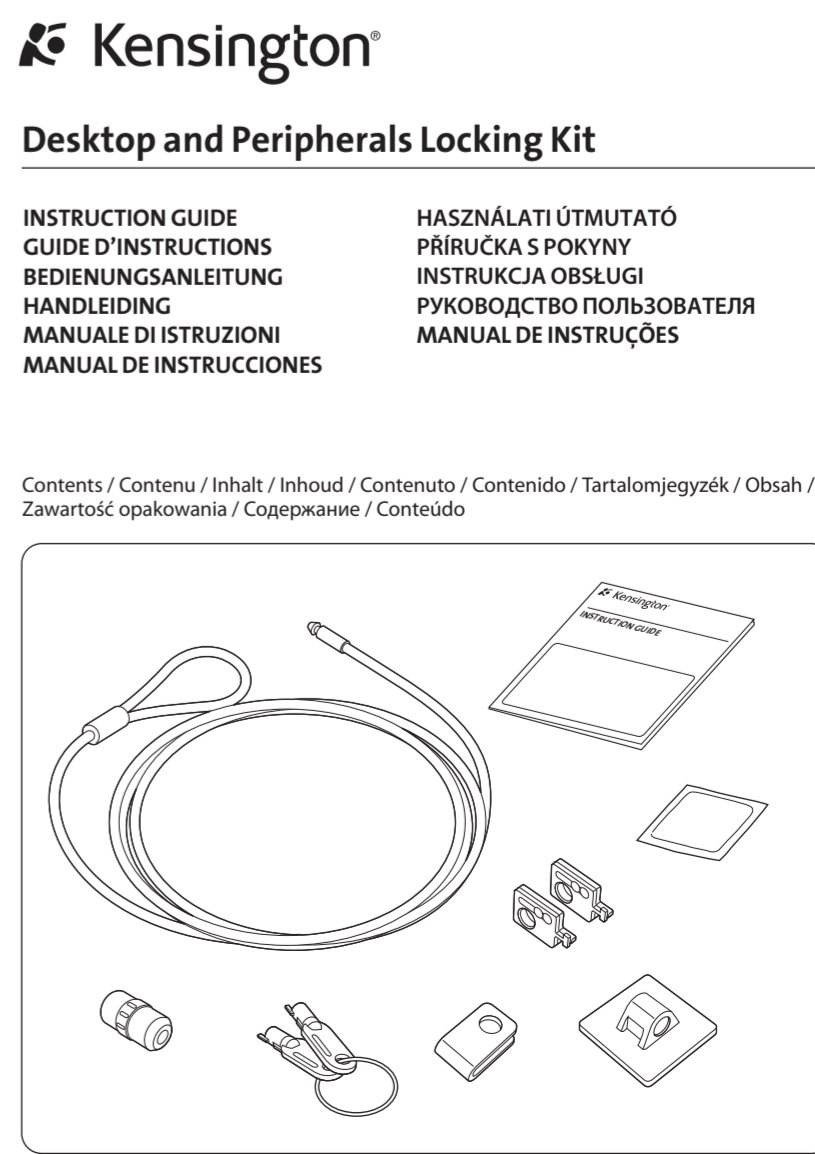 Kensington®
Desktop and Peripherals Locking Kit
INSTRUCTION GUIDE
GUIDE D’INSTRUCTIONS
BEDIENUNGSANLEITUNG
HANDLEIDING
MANUALE DI ISTRUZIONI
MANUAL DE INSTRUCCIONES
HASZNÁLATI ÚTMUTATÓ
PŘÍRUČKA S POKYNY
INSTRUKCJA OBSŁUGI
РУКОВОДСТВО ПОЛЬЗОВАТЕЛЯ
MANUAL DE INSTRUÇÕES
Contents / Contenu / Inhalt / Inhoud / Contenuto / Contenido / Tartalomjegyzék / Obsah /
Zawartość opakowania / Содержание / Conteúdo
Kensington®
INSTRUCTION GUIDE